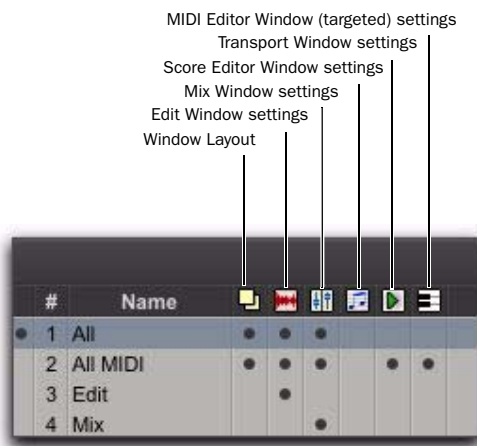 MIDI Editor Window (targeted) settings
Transport Window settings
Score Editor Window settings
Mix Window settings
Edit Window settings
Window Layout
# Name
1 All
2 All MIDI
3 Edit
4 Mix